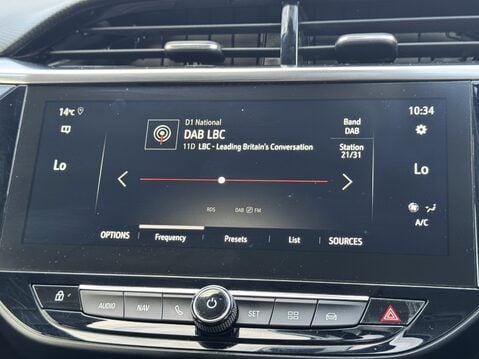 14°c
10:34
D1 National
DAB LBC
11D LBC - Leading Britain's Conversation
Band
DAB
Station
21/31
Lo
Lo
RDS DAB FM
A/C
OPTIONS Frequency Presets List SOURCES
AUDIO NAV SET